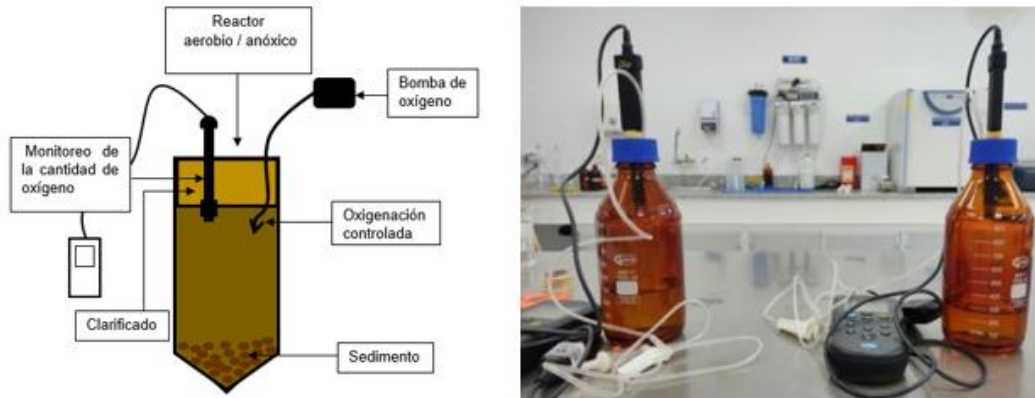 Reactor
aerobio / anóxico
Bomba de
oxígeno
Monitoreo de
la cantidad de
oxígeno
Oxigenación
controlada
Clarificado
Sedimento